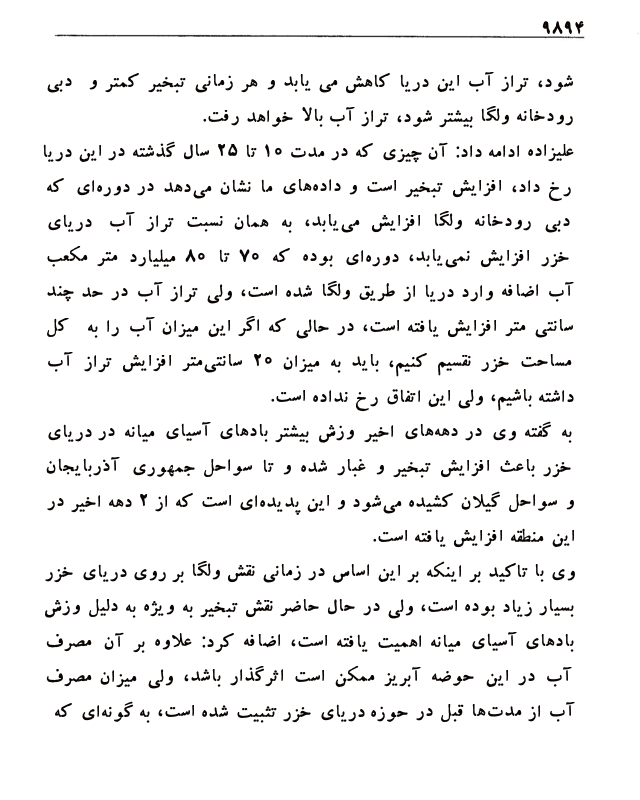 ۹۸۹۴
شود، تراز آب این دریا کاهش می یابد و هر زمانی تبخیر کمتر و دبی
رودخانه ولگا بیشتر شود، تراز آب بالا خواهد رفت.
علیزاده ادامه داد: آن چیزی که در مدت ۱۰ تا ۲۵ سال گذشته در این دریا
رخ داد، افزایش تبخیر است و داده‌های ما نشان می‌دهد در دوره‌ای که
دبی رودخانه ولگا افزایش می‌یابد، به همان نسبت تراز آب دریای
خزر افزایش نمی‌یابد، دوره‌ای بوده که ۷۰ تا ۸۰ میلیارد متر مکعب
آب اضافه وارد دریا از طریق ولگا شده است، ولی تراز آب در حد چند
سانتی متر افزایش یافته است، در حالی که اگر این میزان آب را به کل
مساحت خزر نقسیم کنیم، باید به میزان ۲۰ سانتی‌متر افزایش تراز آب
داشته باشیم، ولی این اتفاق رخ نداده است.
به گفته وی در دهه‌های اخیر وزش بیشتر بادهای آسیای میانه در دریای
خزر باعث افزایش تبخیر و غبار شده و تا سواحل جمهوری آذربایجان
و سواحل گیلان کشیده می‌شود و این پدیده‌ای است که از ۲ دهه اخیر در
این منطقه افزایش یافته است.
وی با تاکید بر اینکه بر این اساس در زمانی نقش ولگا بر روی دریای خزر
بسیار زیاد بوده است، ولی در حال حاضر نقش تبخیر به ویژه به دلیل وزش
بادهای آسیای میانه اهمیت یافته است، اضافه کرد: علاوه بر آن مصرف
آب در این حوضه آبریز ممکن است اثرگذار باشد، ولی میزان مصرف
آب از مدت‌ها قبل در حوزه دریای خزر تثبیت شده است، به گونه‌ای که